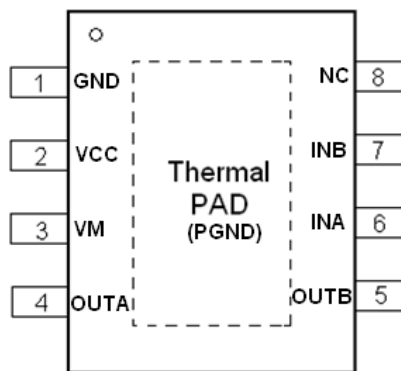 1 GND
NC 8
2 VCC
INB 7
Thermal
PAD
(PGND)
3 VM
INA 6
4 OUTA
OUTB 5